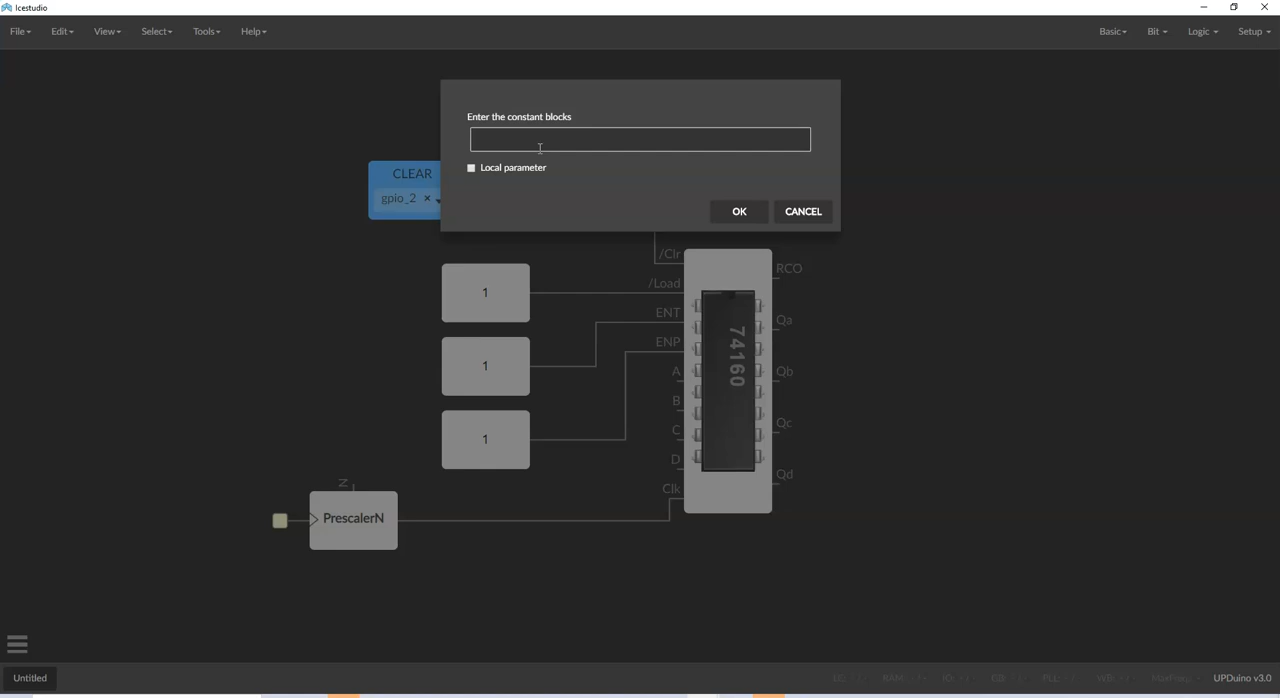 Icestudio
File Edit View Select Tools Help Basic Bit Logic Setup
Enter the constant blocks
Local parameter
OK CANCEL
CLEAR
gpio_2 ×
/Clr
RCO
1
/Load
ENT
Qa
ENP
1
A
Qb
B
1
C
Qc
D
Qd
Clk
N
PrescalerN
74160
Untitled
UPDuino v3.0